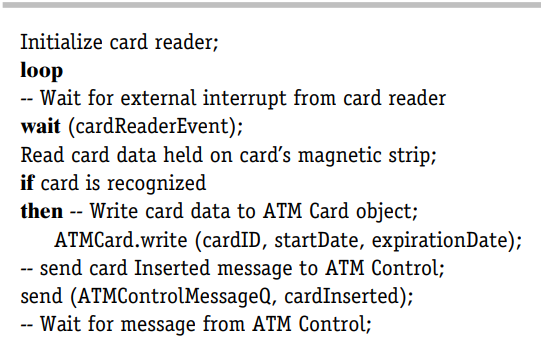 Initialize card reader;
loop
-- Wait for external interrupt from card reader
wait (cardReaderEvent);
Read card data held on card’s magnetic strip;
if card is recognized
then -- Write card data to ATM Card object;
ATMCard.write (cardID, startDate, expirationDate);
-- send card Inserted message to ATM Control;
send (ATMControlMessageQ, cardInserted);
-- Wait for message from ATM Control;